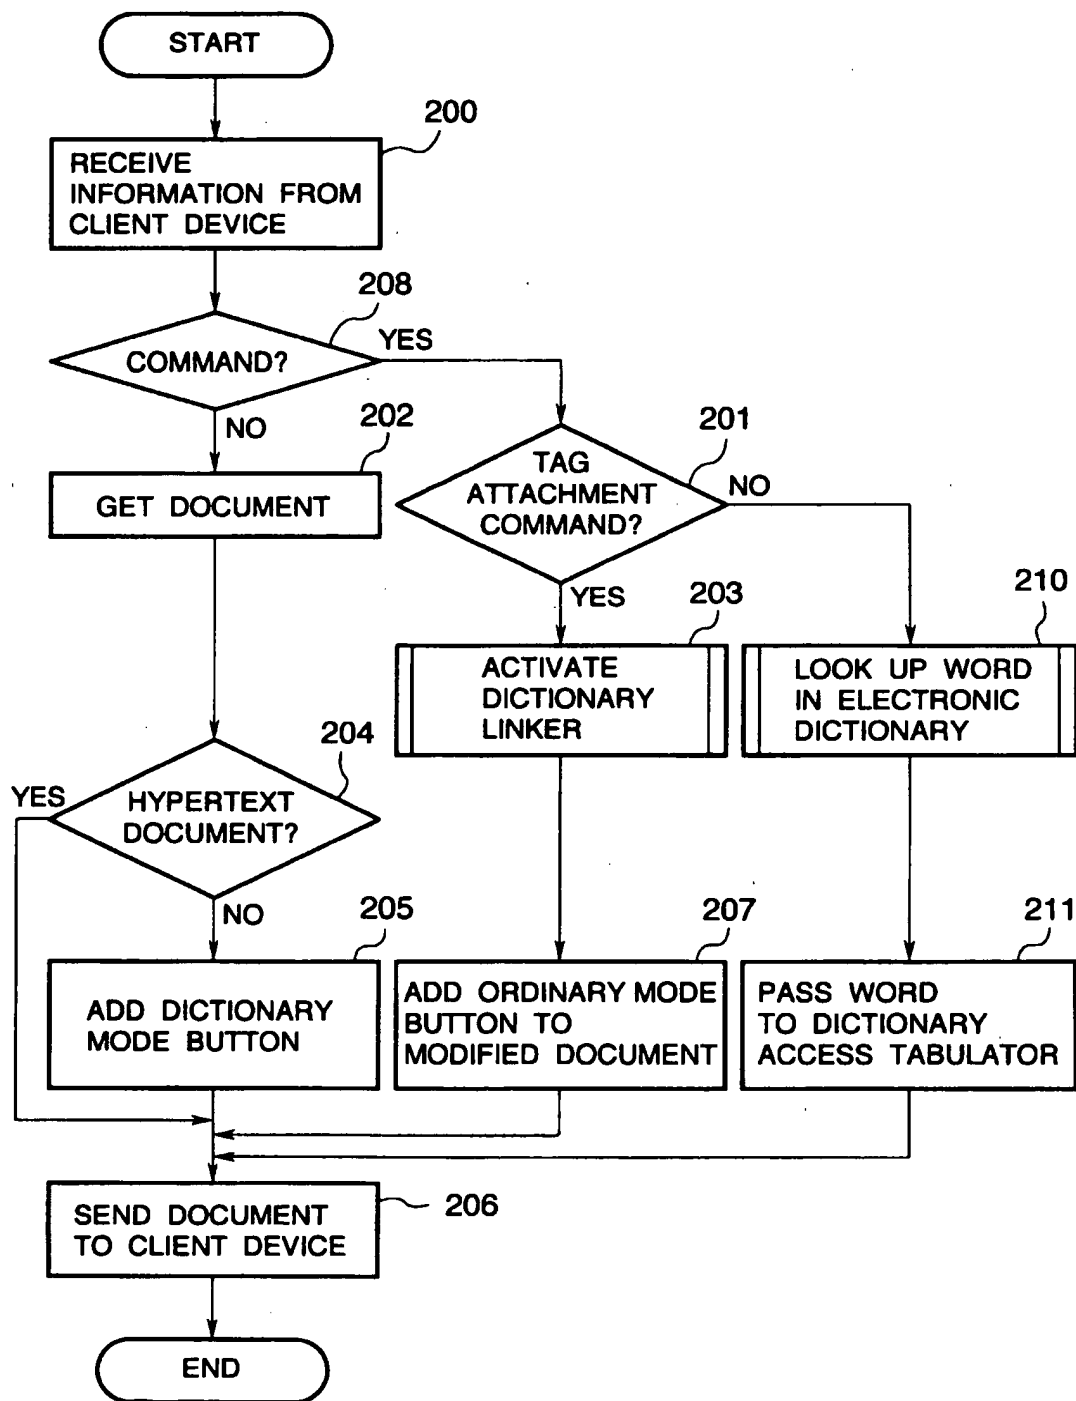 START
200
RECEIVE
INFORMATION FROM
CLIENT DEVICE
208
COMMAND?
YES
NO
202
GET DOCUMENT
201
TAG
ATTACHMENT
COMMAND?
NO
YES
203
ACTIVATE
DICTIONARY
LINKER
210
LOOK UP WORD
IN ELECTRONIC
DICTIONARY
204
YES
HYPERTEXT
DOCUMENT?
NO
205
ADD DICTIONARY
MODE BUTTON
207
ADD ORDINARY MODE
BUTTON TO
MODIFIED DOCUMENT
211
PASS WORD
TO DICTIONARY
ACCESS TABULATOR
SEND DOCUMENT
TO CLIENT DEVICE
206
END